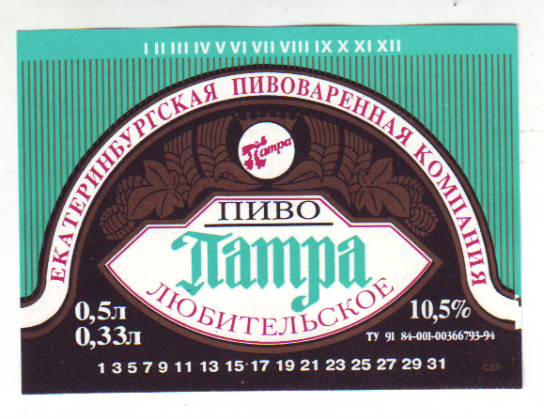 I II III IV V VI VII VIII IX X XI XII
ЕКАТЕРИНБУРГСКАЯ ПИВОВАРЕННАЯ КОМПАНИЯ
Патра
ПИВО
Патра
ЛЮБИТЕЛЬСКОЕ
0,5л
0,33л
10,5%
ТУ 91 84-001-00366793-94
1 3 5 7 9 11 13 15 17 19 21 23 25 27 29 31